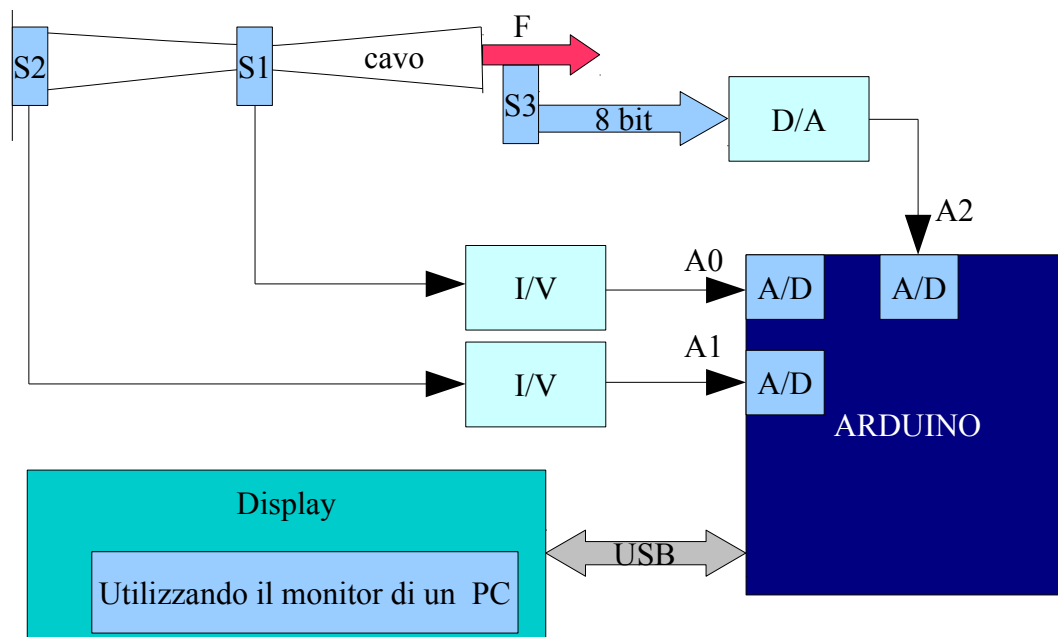 F
S2
S1
cavo
S3
8 bit
D/A
A2
I/V
A0
A/D
A/D
I/V
A1
A/D
ARDUINO
Display
USB
Utilizzando il monitor di un PC